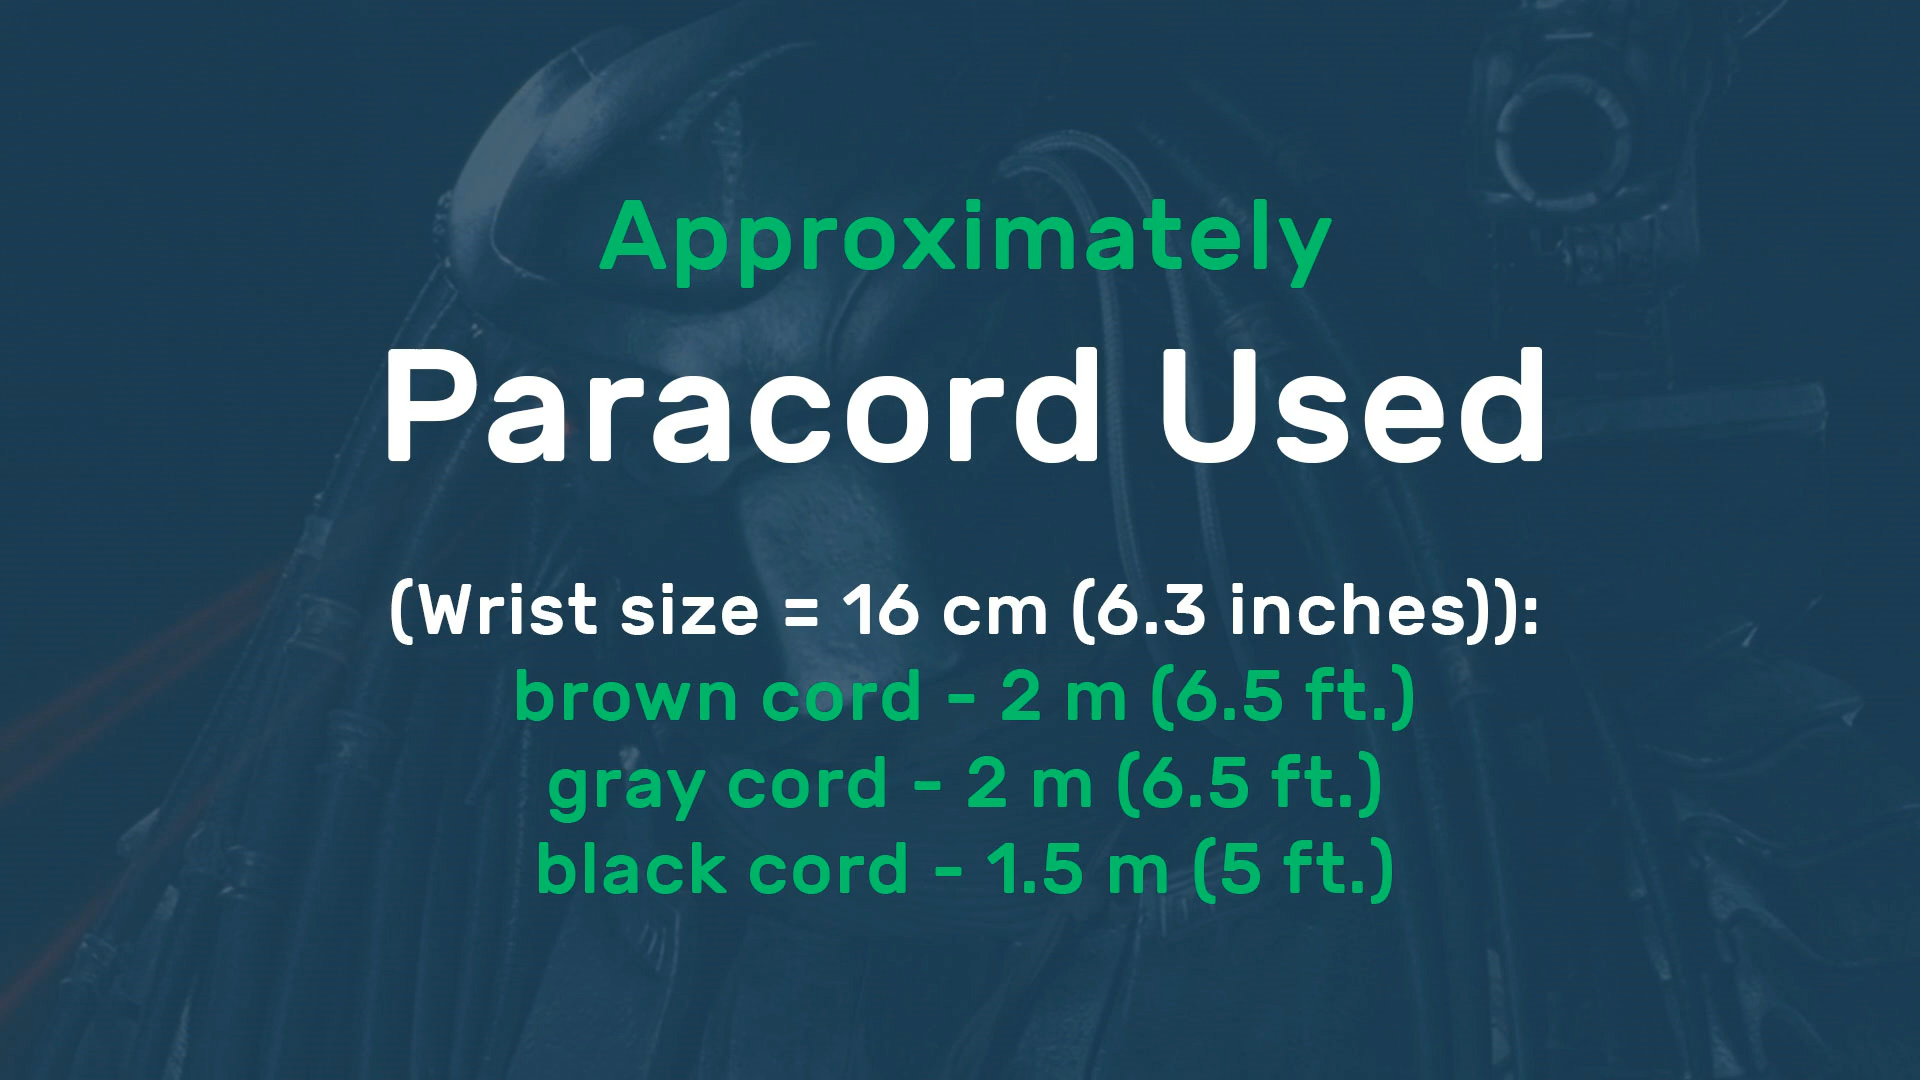 Approximately
Paracord Used
(Wrist size = 16 cm (6.3 inches)):
brown cord - 2 m (6.5 ft.)
gray cord - 2 m (6.5 ft.)
black cord - 1.5 m (5 ft.)